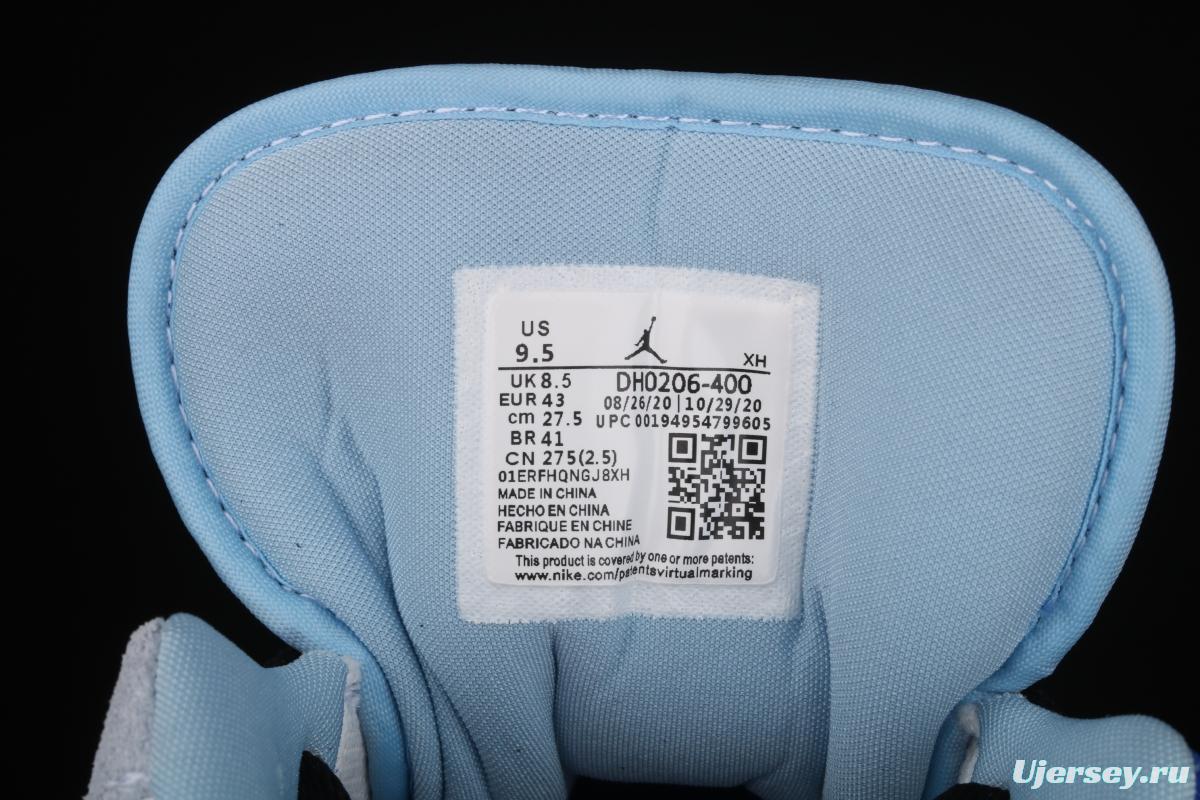 US
9.5
XH
UK 8.5
DH0206-400
EUR 43
08/26/20 | 10/29/20
cm 27.5
UPC 00194954799605
BR 41
CN 275(2.5)
01ERFHQNGJ8XH
MADE IN CHINA
HECHO EN CHINA
FABRIQUE EN CHINE
FABRICADO NA CHINA
This product is covered by one or more patents:
www.nike.com/patentsvirtualmarking
Ujersey.ru